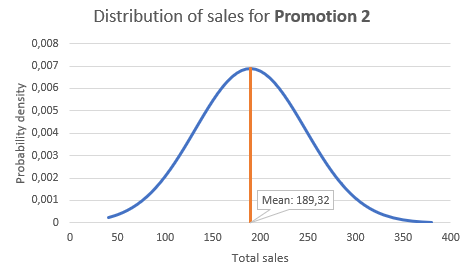 Distribution of sales for Promotion 2
0,008
0,007
0,006
0,005
0,004
0,003
0,002
0,001
0
Probability density
Mean: 189,32
0 50 100 150 200 250 300 350 400
Total sales